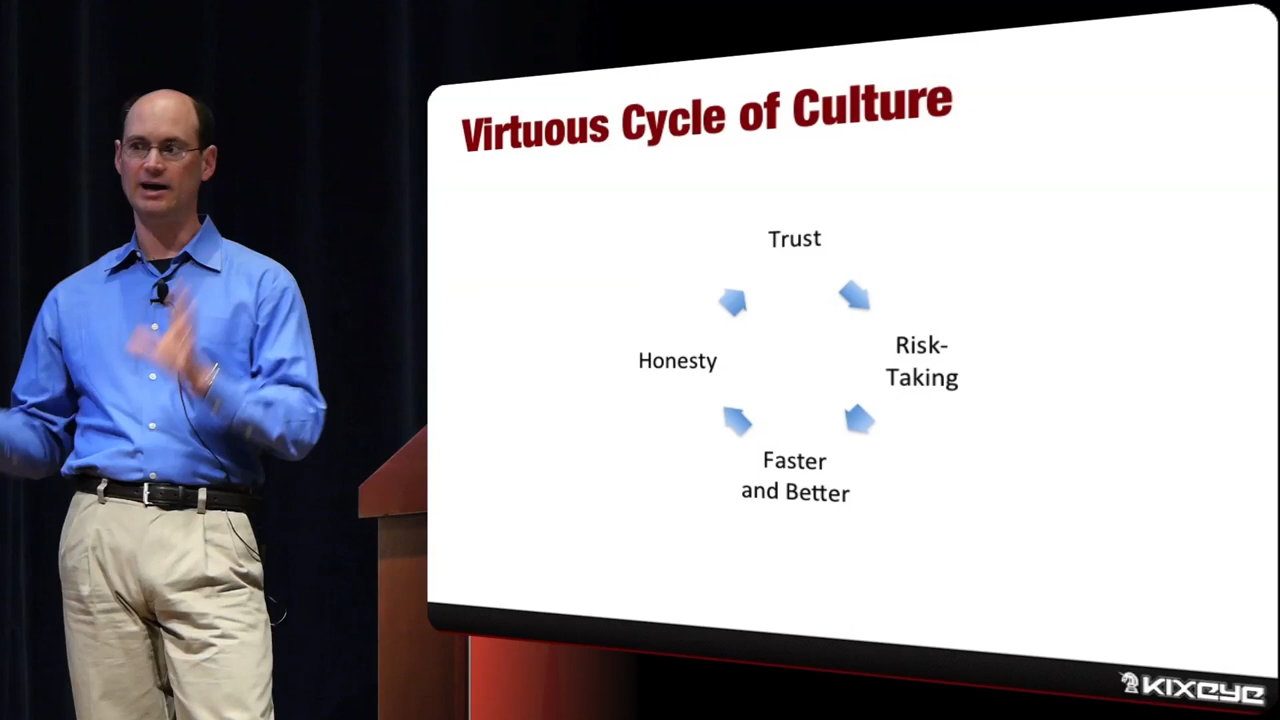 Virtuous Cycle of Culture
Trust
Honesty
Risk-
Taking
Faster
and Better
KIXEYE